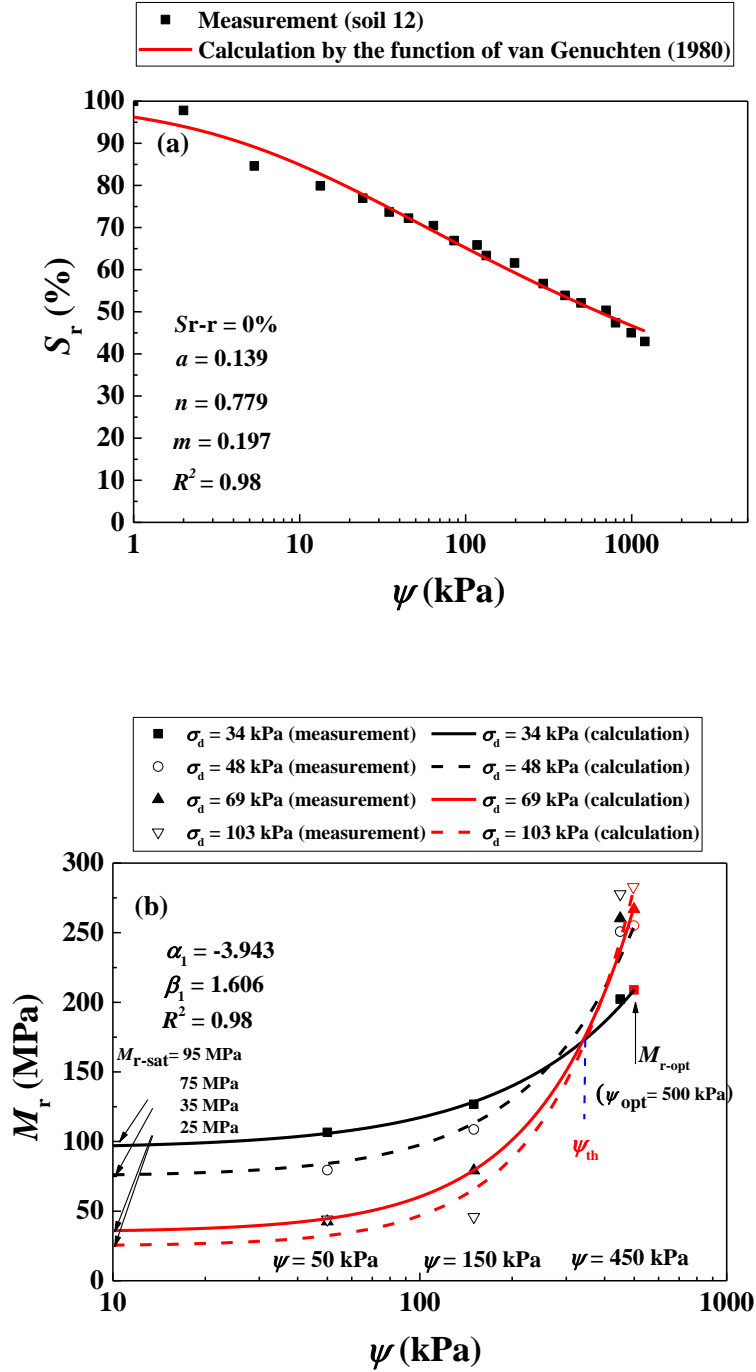 Measurement (soil 12)
Calculation by the function of van Genuchten (1980)
100
90
80
70
60
50
40
30
20
10
0
(a)
Sr-r = 0%
a = 0.139
n = 0.779
m = 0.197
R² = 0.98
Sr (%)
1 10 100 1000
ψ (kPa)
σd = 34 kPa (measurement) σd = 34 kPa (calculation)
σd = 48 kPa (measurement) σd = 48 kPa (calculation)
σd = 69 kPa (measurement) σd = 69 kPa (calculation)
σd = 103 kPa (measurement) σd = 103 kPa (calculation)
300
250
200
150
100
50
0
(b)
α1 = -3.943
β1 = 1.606
R² = 0.98
Mr-sat = 95 MPa
75 MPa
35 MPa
25 MPa
Mr-opt
(ψopt = 500 kPa)
ψth
ψ = 50 kPa ψ = 150 kPa ψ = 450 kPa
Mr (MPa)
10 100 1000
ψ (kPa)